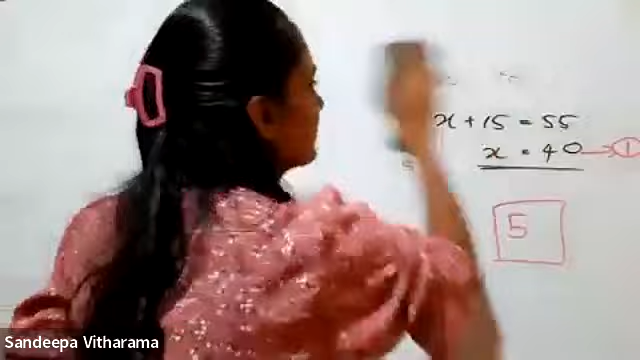 x + 15 = 55
x = 40 → 1
5
Sandeepa Vitharama